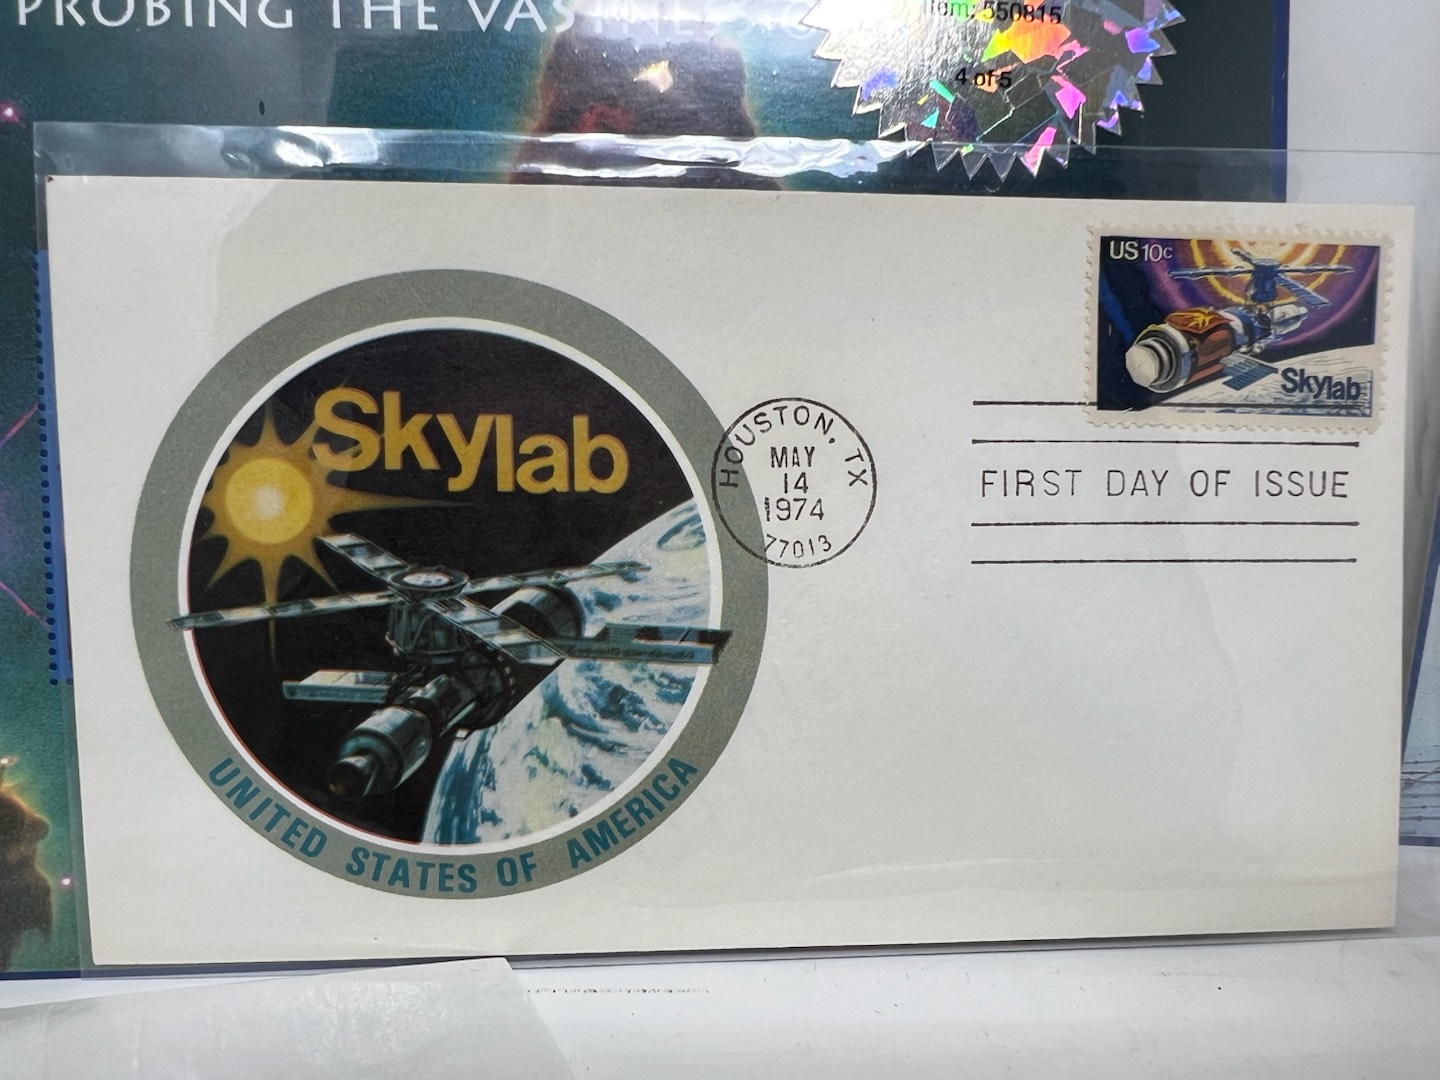 PROBING THE VASTNESS O
Item: 550815
4 of 5
US 10c
Skylab
Skylab
UNITED STATES OF AMERICA
HOUSTON, TX
MAY
14
1974
77013
FIRST DAY OF ISSUE